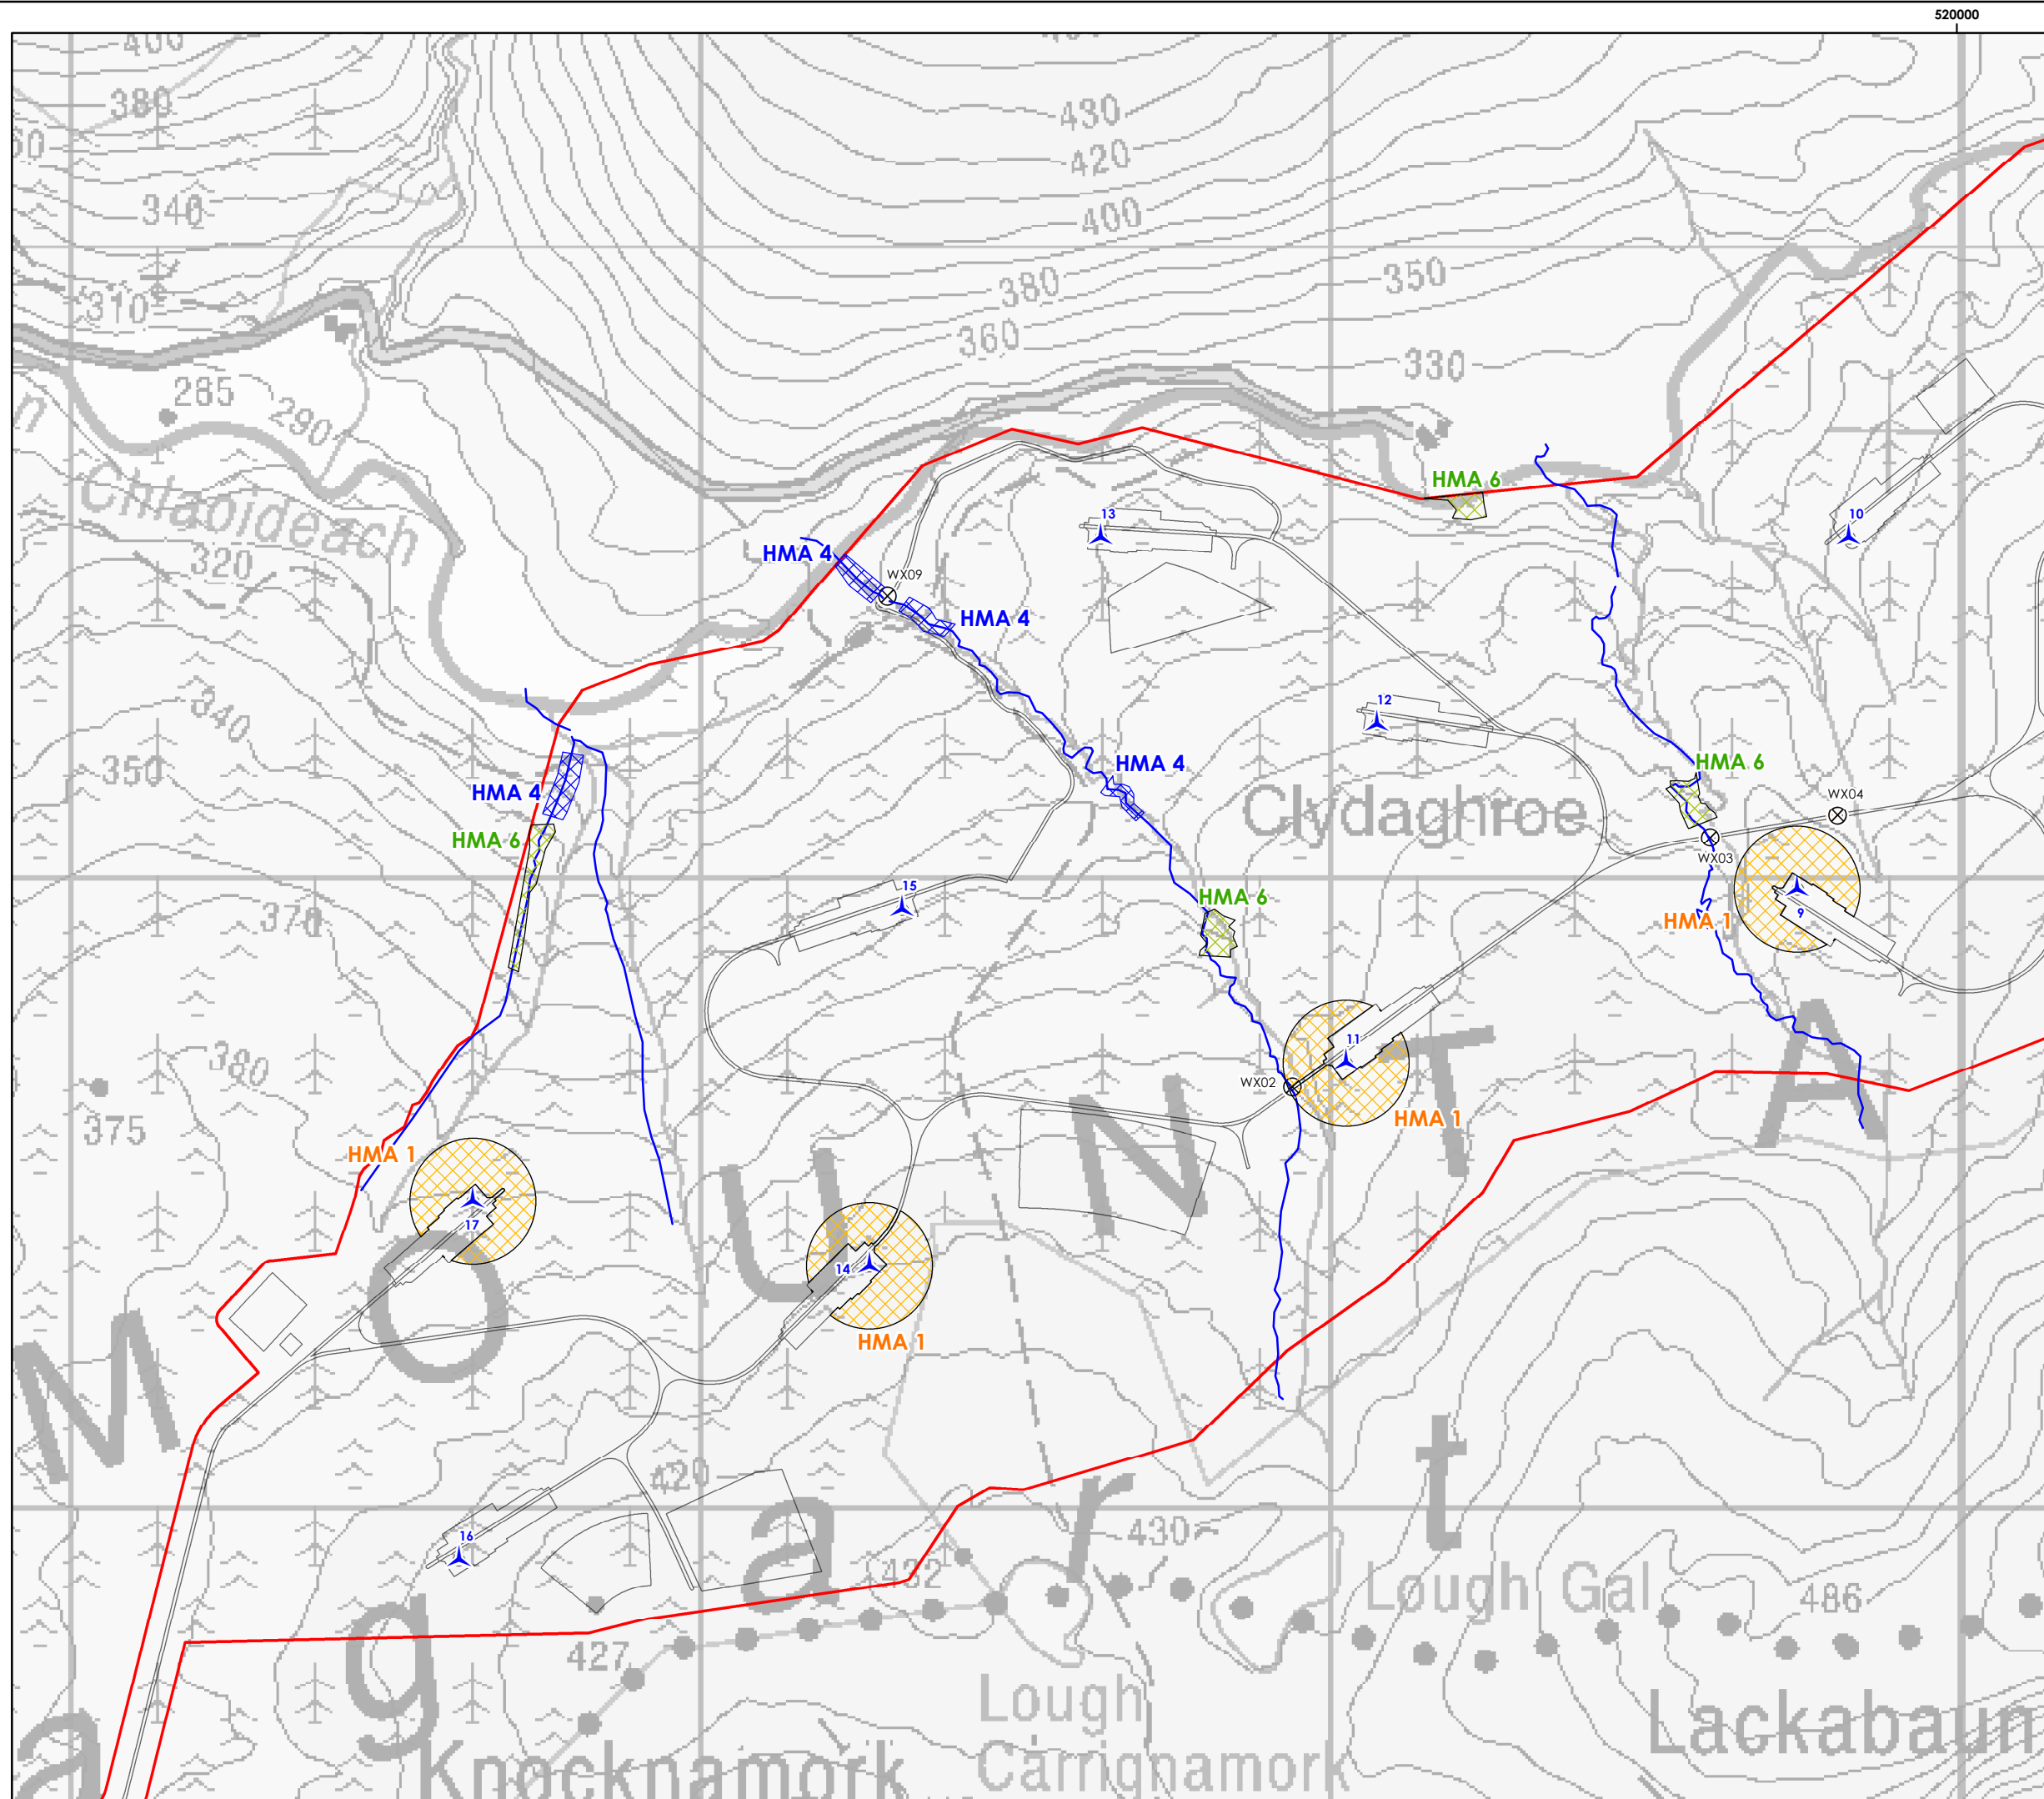 520000
400
380
430
420
340
400
350
310
380
360
330
285
290
Chlaoideach
HMA 6
13
10
HMA 4
WX09
320
HMA 4
340
12
350
HMA 4
HMA 6
HMA 4
WX04
Clydaghroe
HMA 6
WX03
15
HMA 6
9
370
HMA 1
11
380
WX02
375
HMA 1
HMA 1
17
14
HMA 1
M O U N T A
420
16
430
432
Lough Gal
486
427
a g a r t
Lough
Carrignamork
Knocknamork
Lackabaun